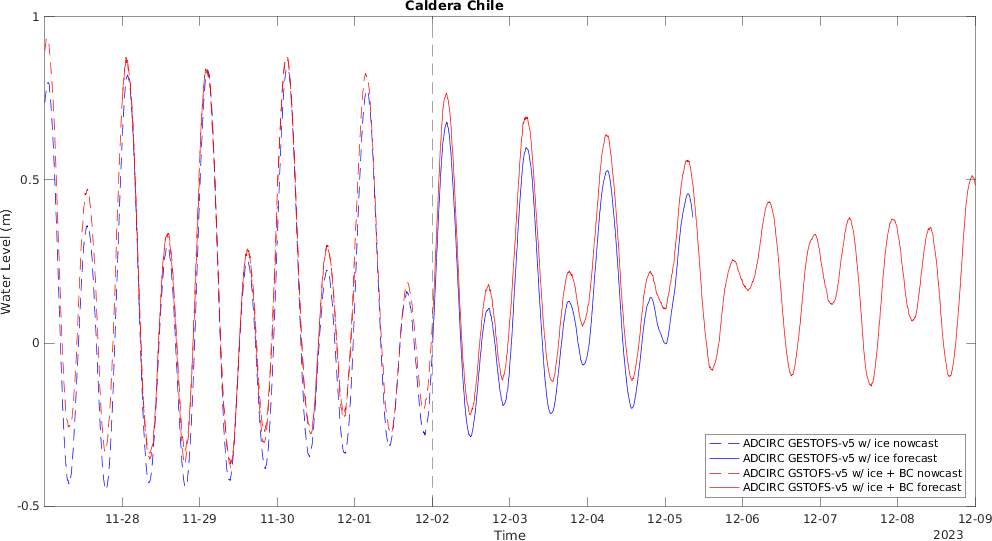 Caldera Chile
1
0.5
0
-0.5
Water Level (m)
11-28
11-29
11-30
12-01
12-02
12-03
12-04
12-05
12-06
12-07
12-08
12-09
Time
2023
ADCIRC GESTOFS-v5 w/ ice nowcast
ADCIRC GESTOFS-v5 w/ ice forecast
ADCIRC GSTOFS-v5 w/ ice + BC nowcast
ADCIRC GSTOFS-v5 w/ ice + BC forecast